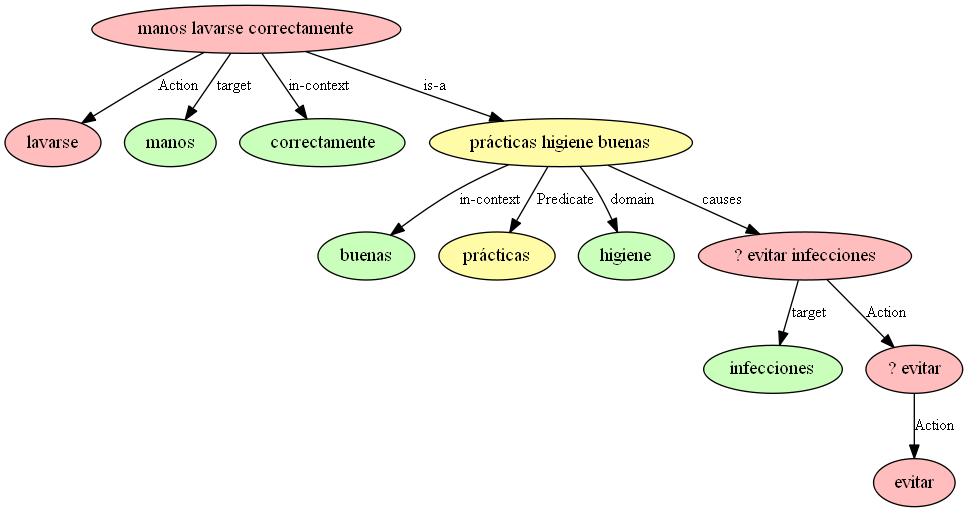 manos lavarse correctamente
Action
target
in-context
is-a
lavarse
manos
correctamente
prácticas higiene buenas
in-context
Predicate
domain
causes
buenas
prácticas
higiene
? evitar infecciones
target
Action
infecciones
? evitar
Action
evitar